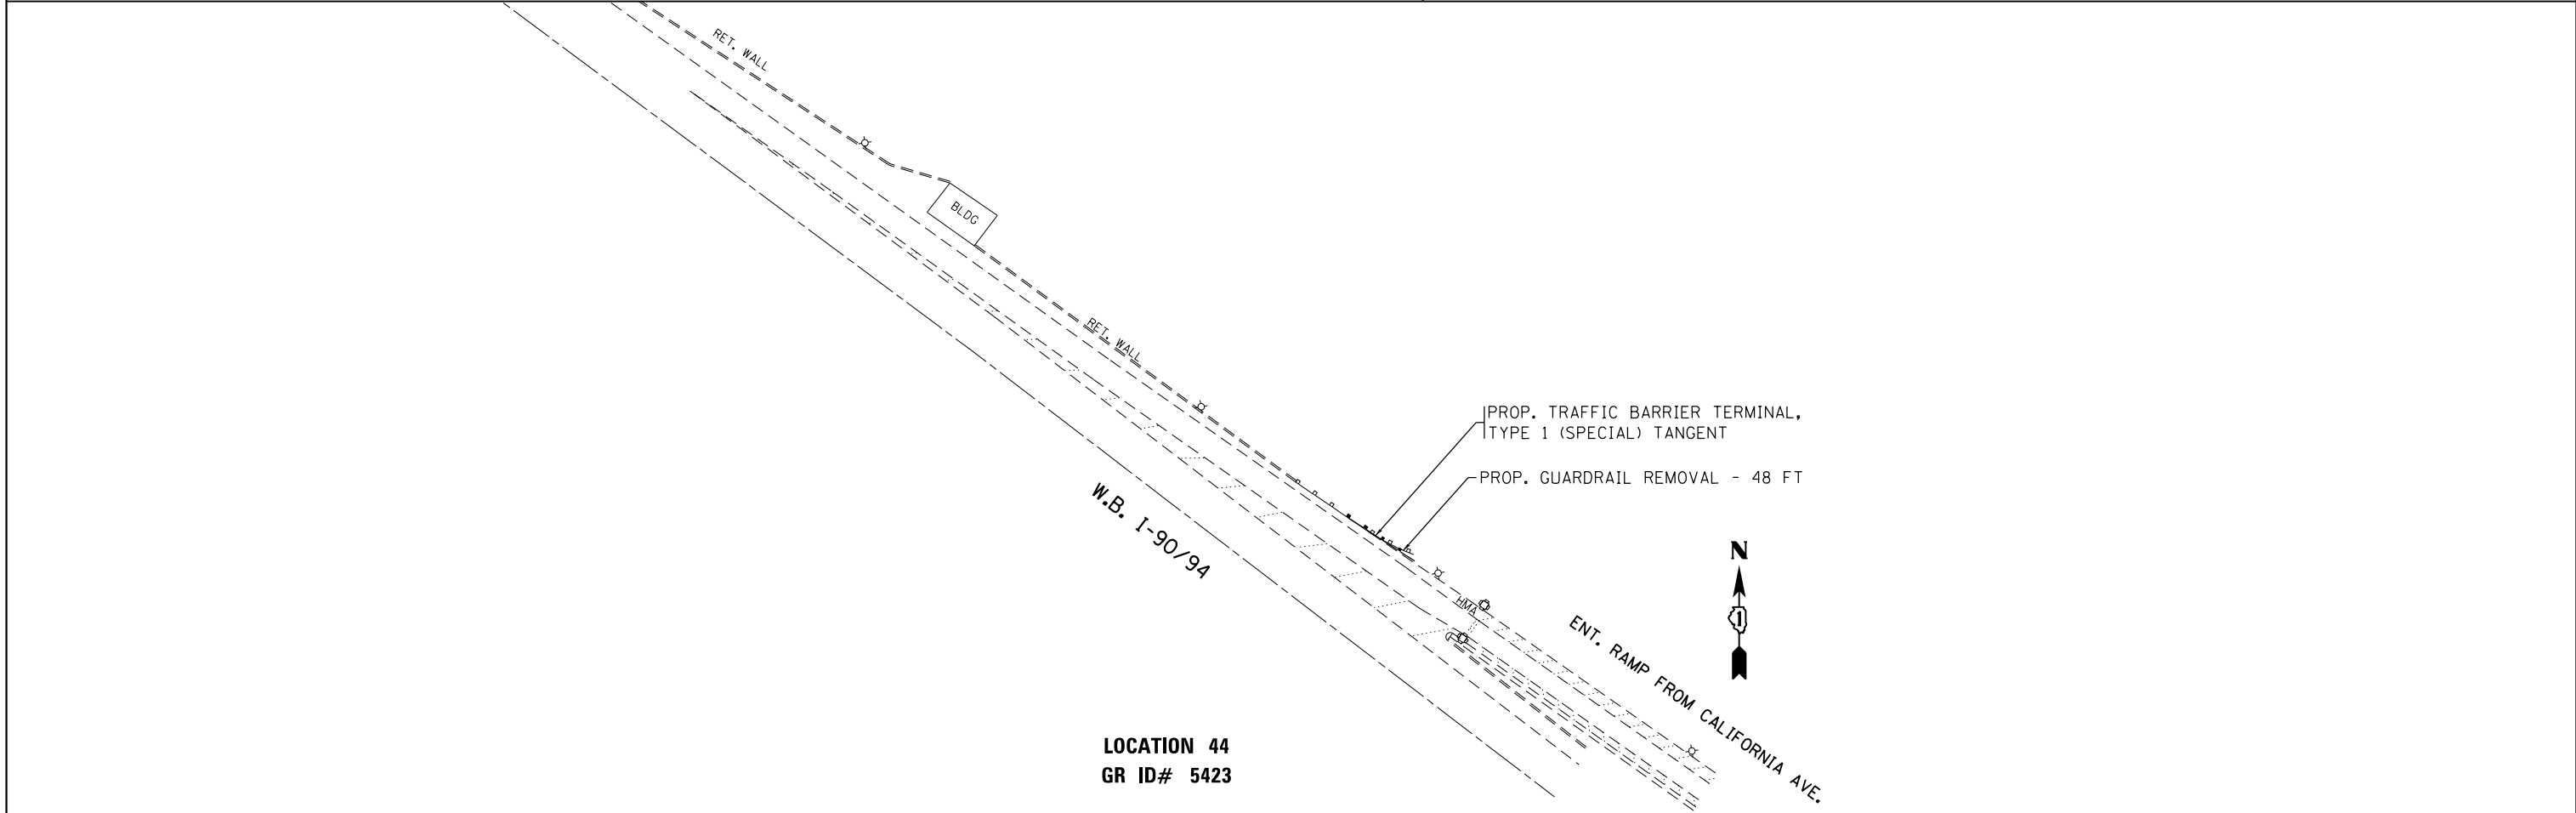 RET. WALL
BLDG
RET. WALL
PROP. TRAFFIC BARRIER TERMINAL,
TYPE 1 (SPECIAL) TANGENT
PROP. GUARDRAIL REMOVAL - 48 FT
W.B. I-90/94
N
1
HMA
ENT. RAMP FROM CALIFORNIA AVE.
LOCATION 44
GR ID# 5423